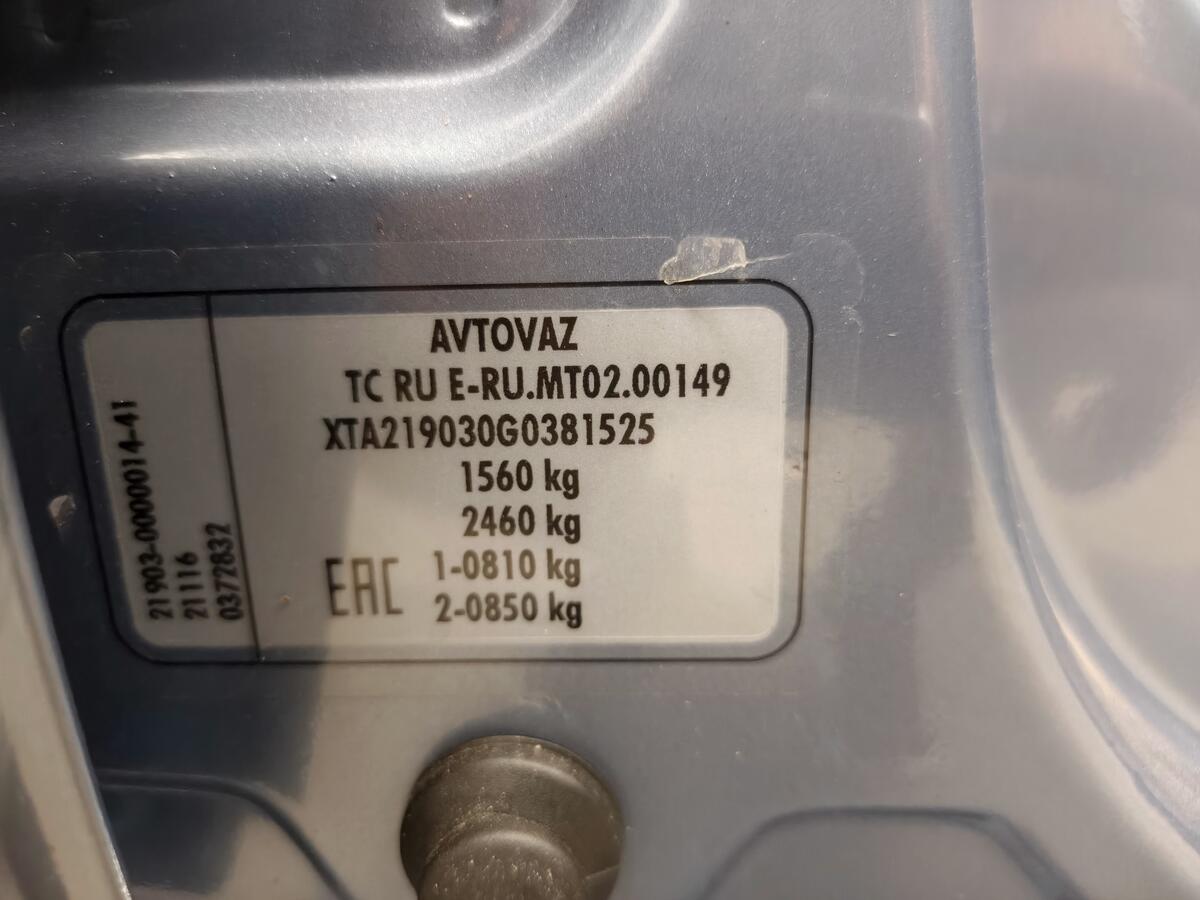 AVTOVAZ
TC RU E-RU.MT02.00149
XTA219030G0381525
1560 kg
2460 kg
EAC 1-0810 kg
2-0850 kg
21903-0000014-41
21116
0372832